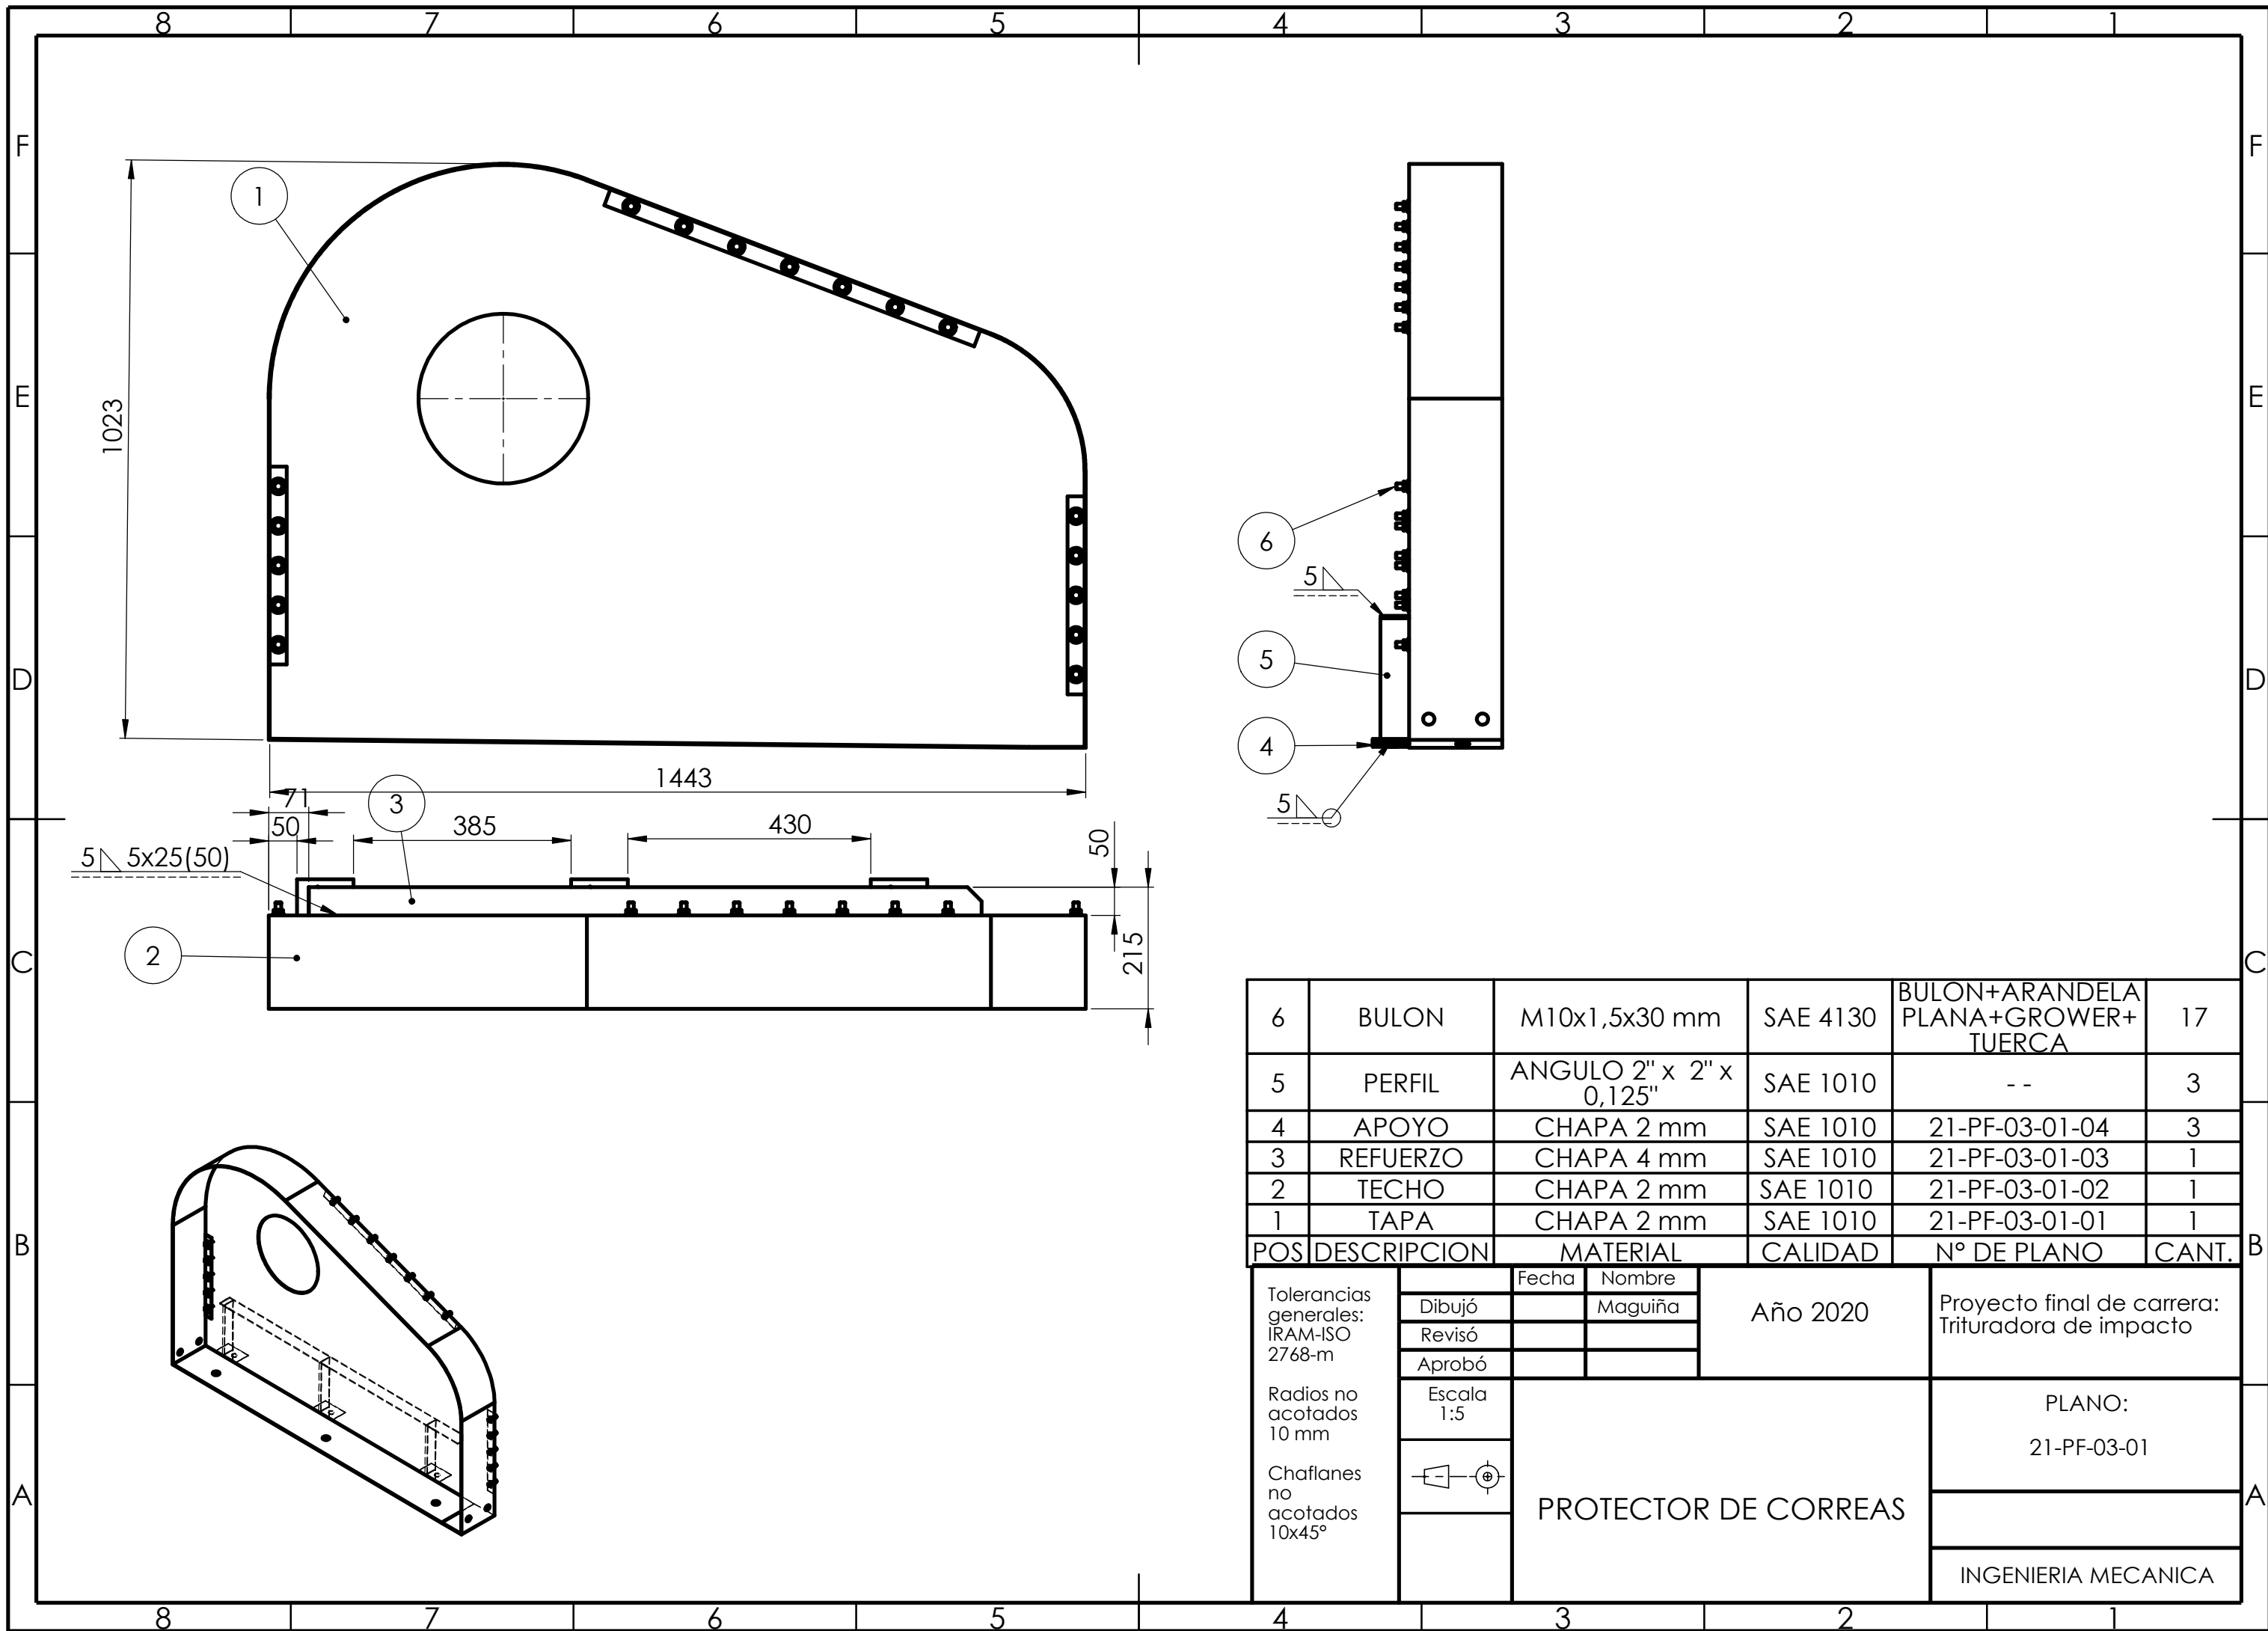 8 7 6 5 4 3 2 1
F F
1
1023
E E
6
5
D 5 D
4
1443
5
71
3
50 385 430
50
5 5x25(50)
2
215
C C
6 BULON M10x1,5x30 mm SAE 4130 BULON+ARANDELA PLANA+GROWER+ TUERCA 17
5 PERFIL ANGULO 2" x 2" x 0,125" SAE 1010 - - 3
4 APOYO CHAPA 2 mm SAE 1010 21-PF-03-01-04 3
3 REFUERZO CHAPA 4 mm SAE 1010 21-PF-03-01-03 1
2 TECHO CHAPA 2 mm SAE 1010 21-PF-03-01-02 1
1 TAPA CHAPA 2 mm SAE 1010 21-PF-03-01-01 1
POS DESCRIPCION MATERIAL CALIDAD N° DE PLANO CANT.
B B
Tolerancias
generales:
IRAM-ISO
2768-m
Radios no
acotados
10 mm
Chaflanes
no
acotados
10x45°
Fecha Nombre
Dibujó Maguiña
Revisó
Aprobó
Escala
1:5
Año 2020
Proyecto final de carrera:
Trituradora de impacto
PLANO:
21-PF-03-01
PROTECTOR DE CORREAS
INGENIERIA MECANICA
A A
8 7 6 5 4 3 2 1